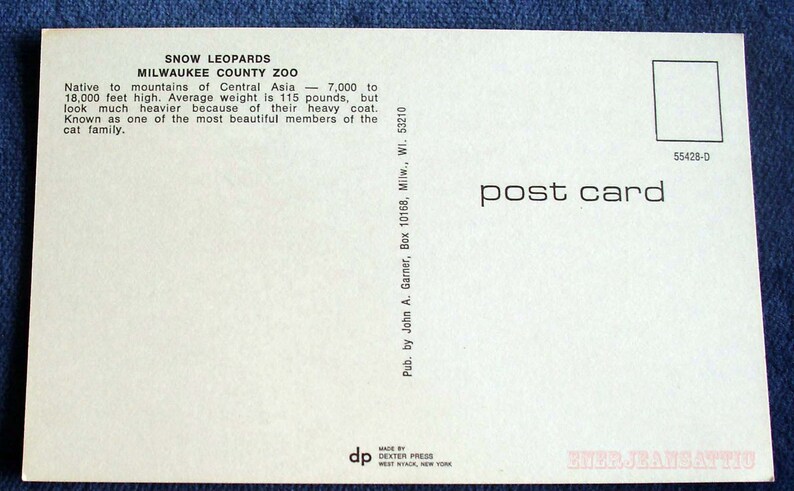 SNOW LEOPARDS
MILWAUKEE COUNTY ZOO
Native to mountains of Central Asia — 7,000 to
18,000 feet high. Average weight is 115 pounds, but
look much heavier because of their heavy coat.
Known as one of the most beautiful members of the
cat family.
Pub. by John A. Garner, Box 10168, Milw., WI. 53210
55428-D
post card
dp
MADE BY
DEXTER PRESS
WEST NYACK, NEW YORK
ENERJEANSATTIC